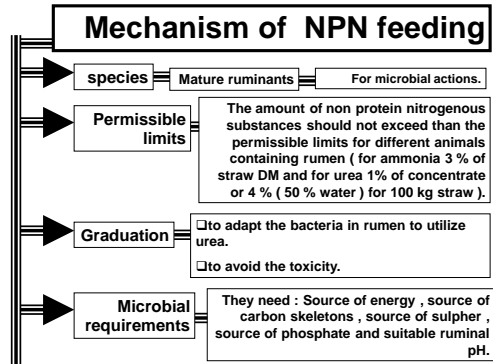 Mechanism of NPN feeding
species
Mature ruminants
For microbial actions.
Permissible
limits
The amount of non protein nitrogenous
substances should not exceed than the
permissible limits for different animals
containing rumen ( for ammonia 3 % of
straw DM and for urea 1% of concentrate
or 4 % ( 50 % water ) for 100 kg straw ).
Graduation
❑to adapt the bacteria in rumen to utilize
urea.
❑to avoid the toxicity.
Microbial
requirements
They need : Source of energy , source of
carbon skeletons , source of sulpher ,
source of phosphate and suitable ruminal
pH.